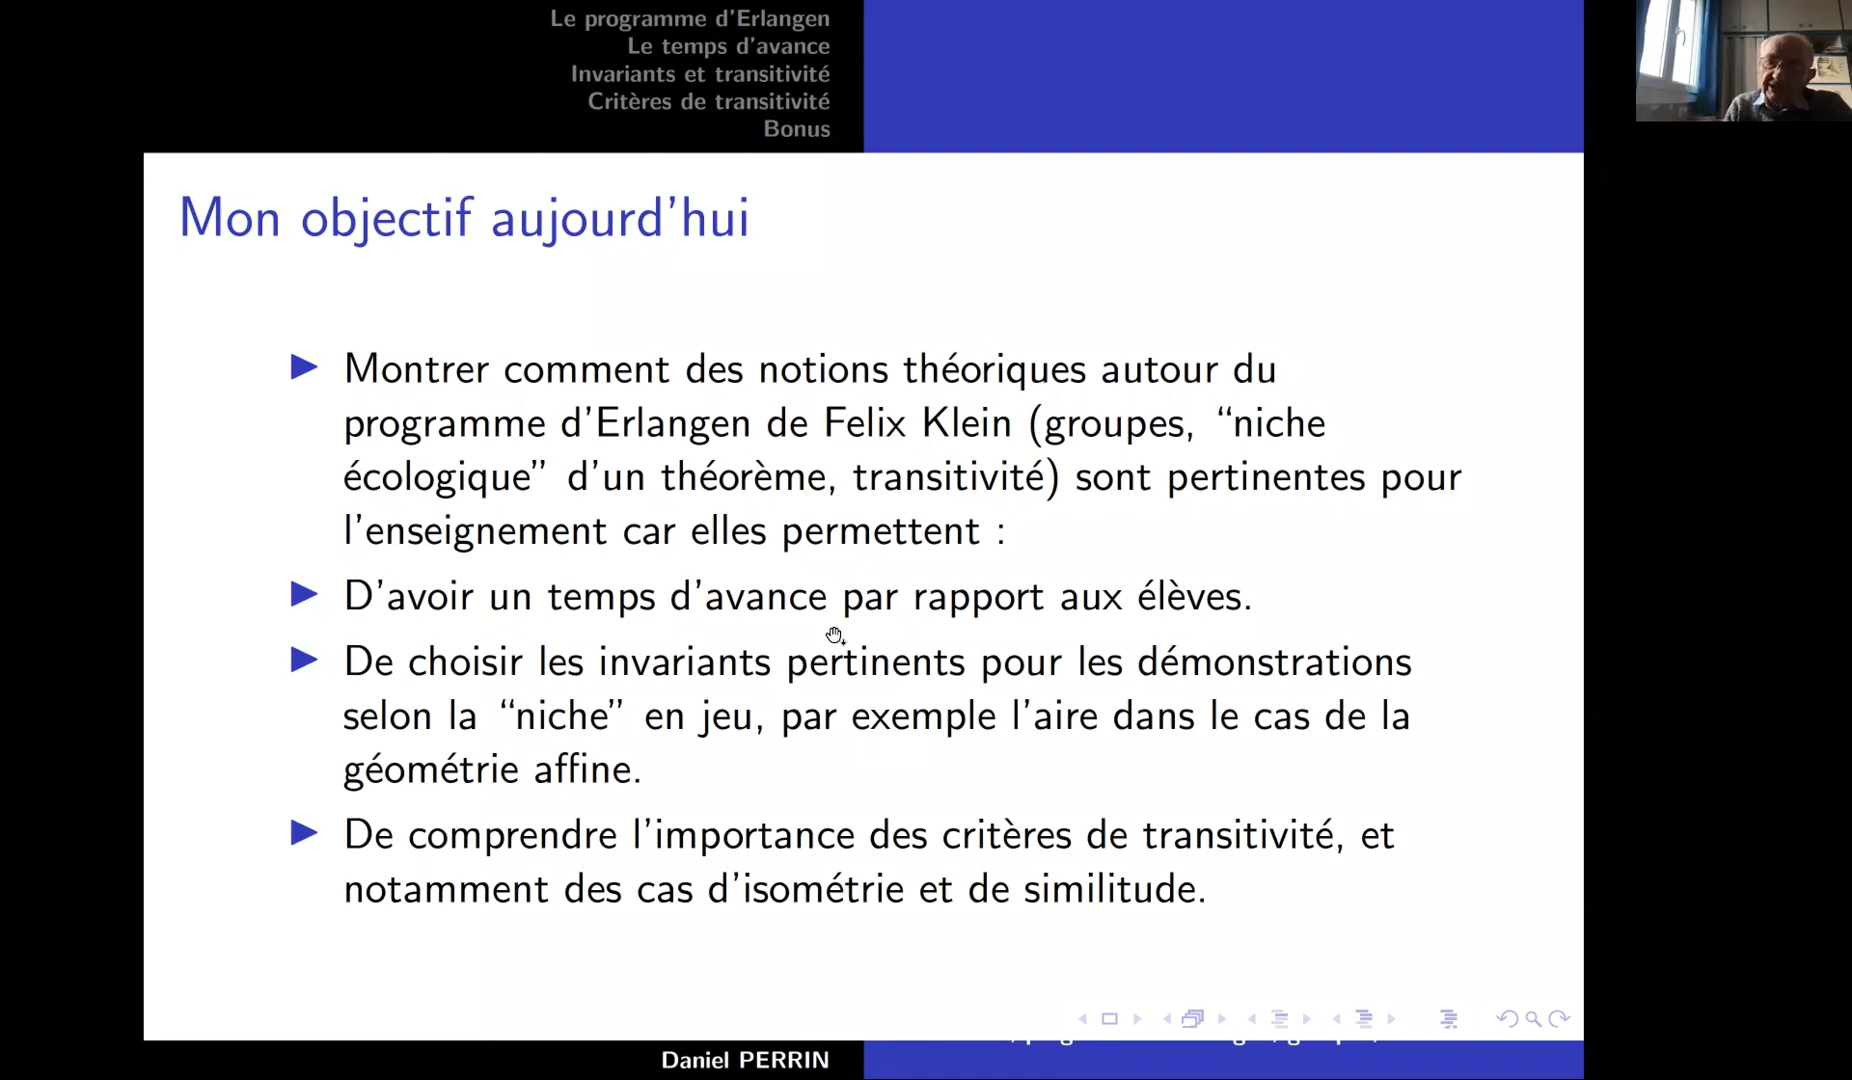 Le programme d'Erlangen
Le temps d'avance
Invariants et transitivité
Critères de transitivité
Bonus
Mon objectif aujourd'hui
Montrer comment des notions théoriques autour du
programme d'Erlangen de Felix Klein (groupes, “niche
écologique” d'un théorème, transitivité) sont pertinentes pour
l'enseignement car elles permettent :
D'avoir un temps d'avance par rapport aux élèves.
De choisir les invariants pertinents pour les démonstrations
selon la “niche” en jeu, par exemple l'aire dans le cas de la
géométrie affine.
De comprendre l'importance des critères de transitivité, et
notamment des cas d'isométrie et de similitude.
Daniel PERRIN